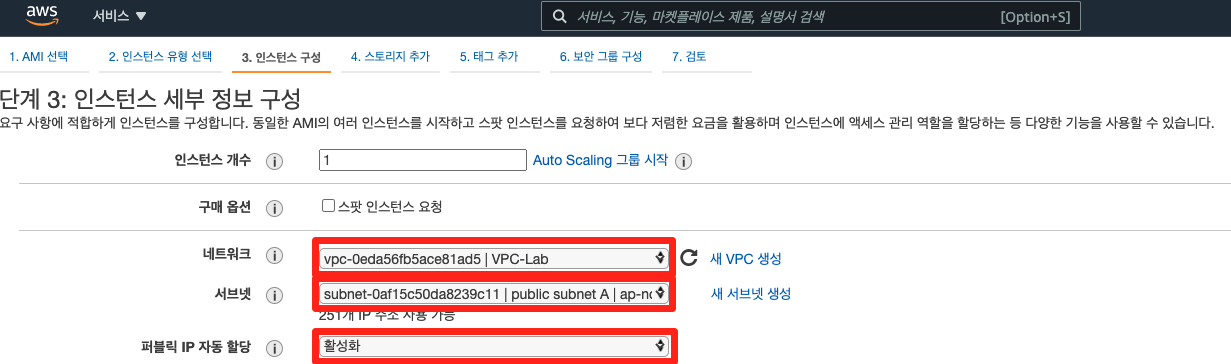 aws 서비스 ▼ 서비스, 기능, 마켓플레이스 제품, 설명서 검색 [Option+S]
1. AMI 선택 2. 인스턴스 유형 선택 3. 인스턴스 구성 4. 스토리지 추가 5. 태그 추가 6. 보안 그룹 구성 7. 검토
단계 3: 인스턴스 세부 정보 구성
요구 사항에 적합하게 인스턴스를 구성합니다. 동일한 AMI의 여러 인스턴스를 시작하고 스팟 인스턴스를 요청하여 보다 저렴한 요금을 활용하며 인스턴스에 액세스 관리 역할을 할당하는 등 다양한 기능을 사용할 수 있습니다.
인스턴스 개수 i 1 Auto Scaling 그룹 시작 i
구매 옵션 i 스팟 인스턴스 요청
네트워크 i vpc-0eda56fb5ace81ad5 | VPC-Lab 새 VPC 생성
서브넷 i subnet-0af15c50da8239c11 | public subnet A | ap-no 새 서브넷 생성
251개 IP 주소 사용 가능
퍼블릭 IP 자동 할당 i 활성화